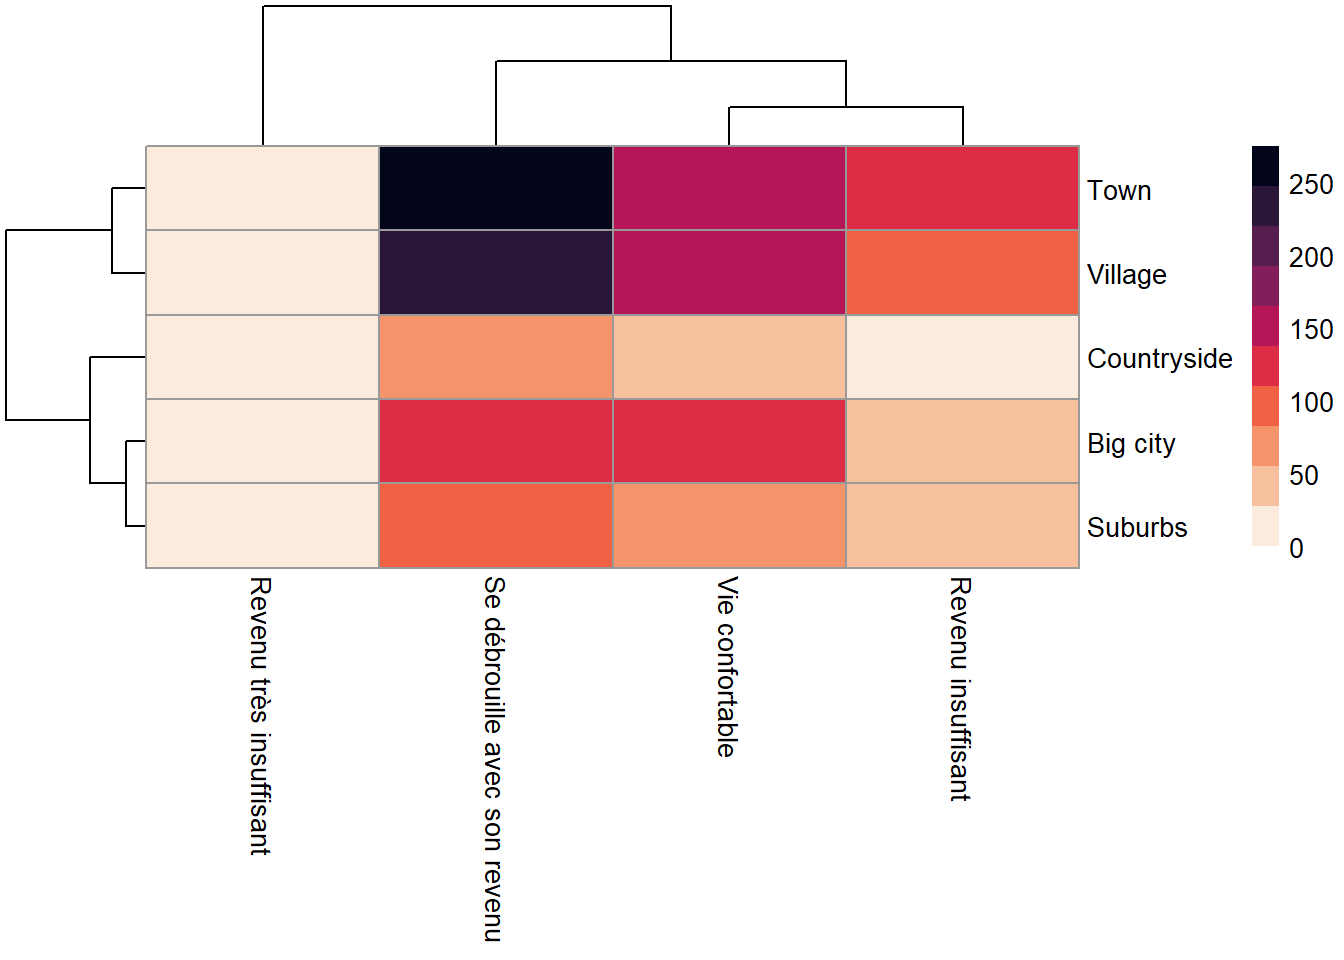 Town
Village
Countryside
Big city
Suburbs
250
200
150
100
50
0
Revenu très insuffisant
Se débrouille avec son revenu
Vie confortable
Revenu insuffisant